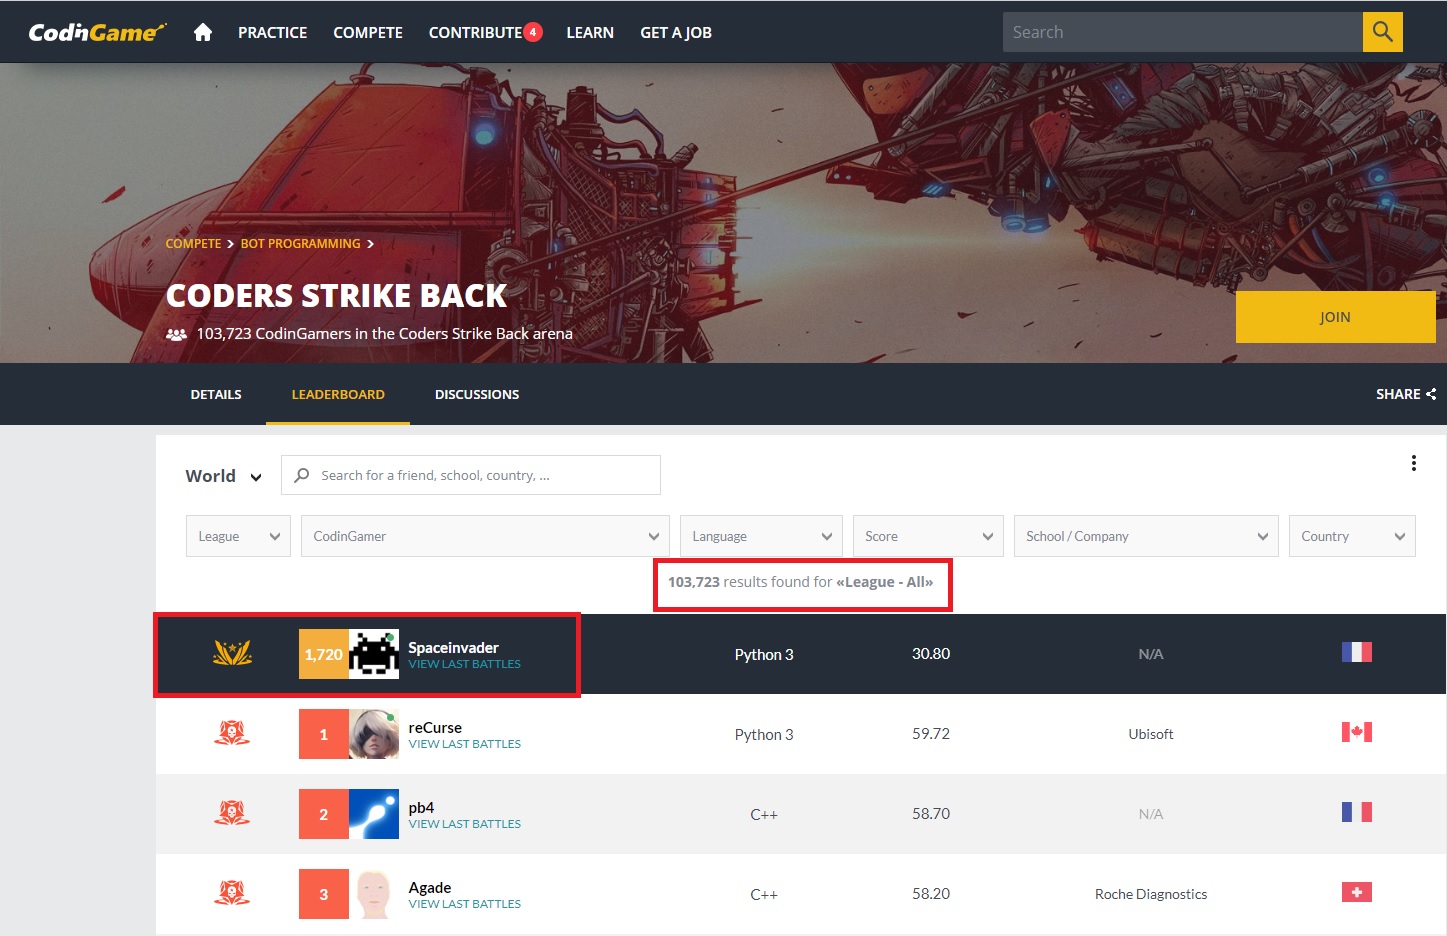 CodinGame PRACTICE COMPETE CONTRIBUTE 4 LEARN GET A JOB Search
COMPETE > BOT PROGRAMMING >
CODERS STRIKE BACK
103,723 CodinGamers in the Coders Strike Back arena
JOIN
DETAILS LEADERBOARD DISCUSSIONS SHARE
World Search for a friend, school, country, ...
League CodinGamer Language Score School / Company Country
103,723 results found for «League - All»
1,720 Spaceinvader Python 3 30.80 N/A
VIEW LAST BATTLES
1 reCurse Python 3 59.72 Ubisoft
VIEW LAST BATTLES
2 pb4 C++ 58.70 N/A
VIEW LAST BATTLES
3 Agade C++ 58.20 Roche Diagnostics
VIEW LAST BATTLES